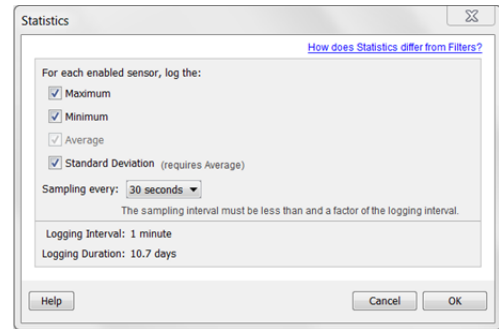 Statistics
How does Statistics differ from Filters?
For each enabled sensor, log the:
Maximum
Minimum
Average
Standard Deviation (requires Average)
Sampling every: 30 seconds
The sampling interval must be less than and a factor of the logging interval.
Logging Interval: 1 minute
Logging Duration: 10.7 days
Help Cancel OK